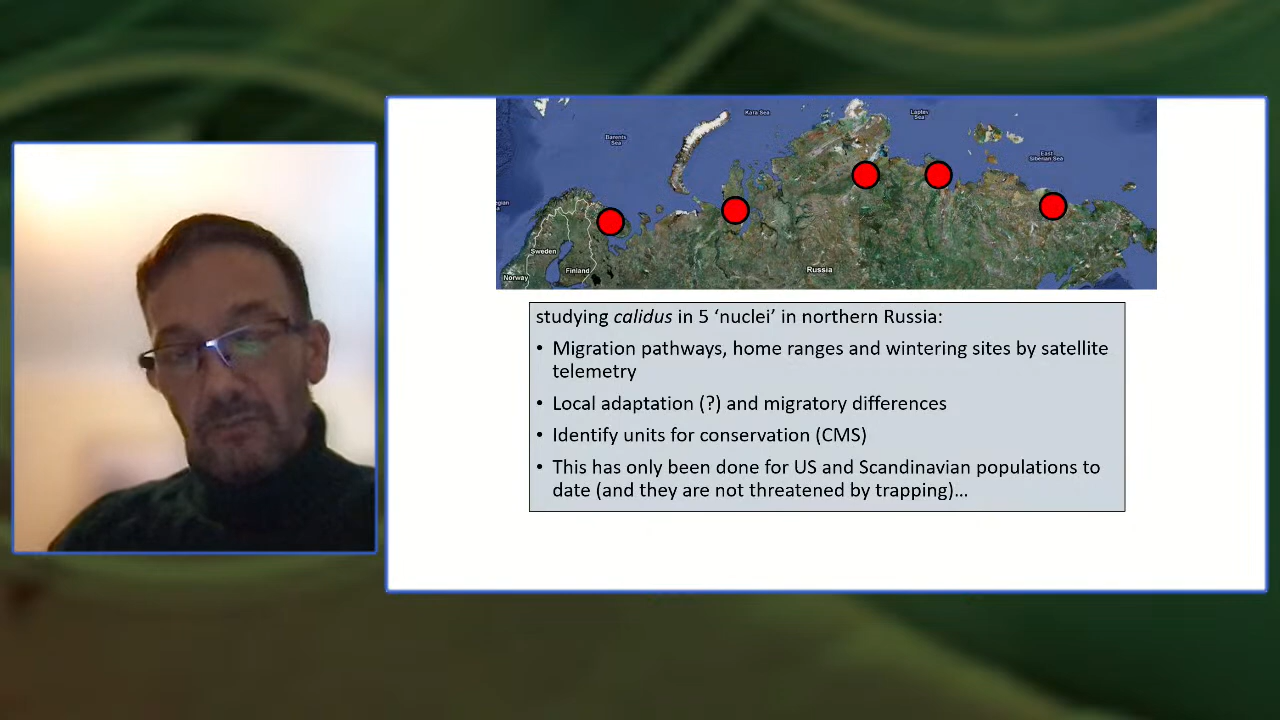 Kara Sea
Laptev
Sea
Barents
Sea
East
Siberian Sea
Sweden
Finland
Norway
Russia
studying calidus in 5 ‘nuclei’ in northern Russia:
• Migration pathways, home ranges and wintering sites by satellite
telemetry
• Local adaptation (?) and migratory differences
• Identify units for conservation (CMS)
• This has only been done for US and Scandinavian populations to
date (and they are not threatened by trapping)…